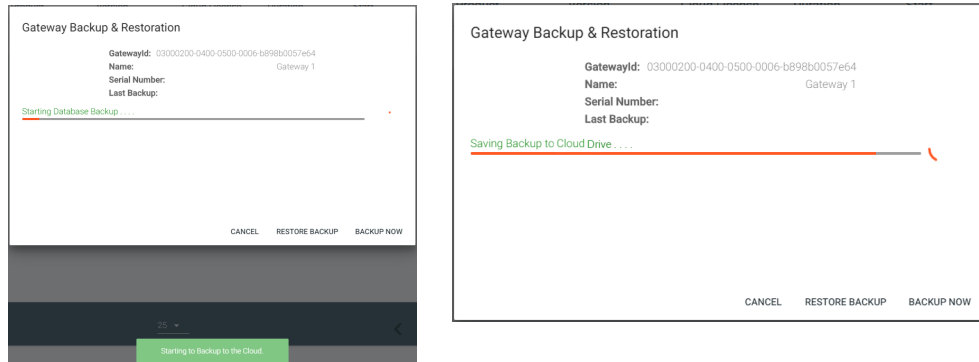 Gateway Backup & Restoration
GatewayId: 03000200-0400-0500-0006-b898b0057e64
Name: Gateway 1
Serial Number:
Last Backup:
Starting Database Backup . . . .
CANCEL RESTORE BACKUP BACKUP NOW
25
Starting to Backup to the Cloud.
Gateway Backup & Restoration
GatewayId: 03000200-0400-0500-0006-b898b0057e64
Name: Gateway 1
Serial Number:
Last Backup:
Saving Backup to Cloud Drive . . . .
CANCEL RESTORE BACKUP BACKUP NOW